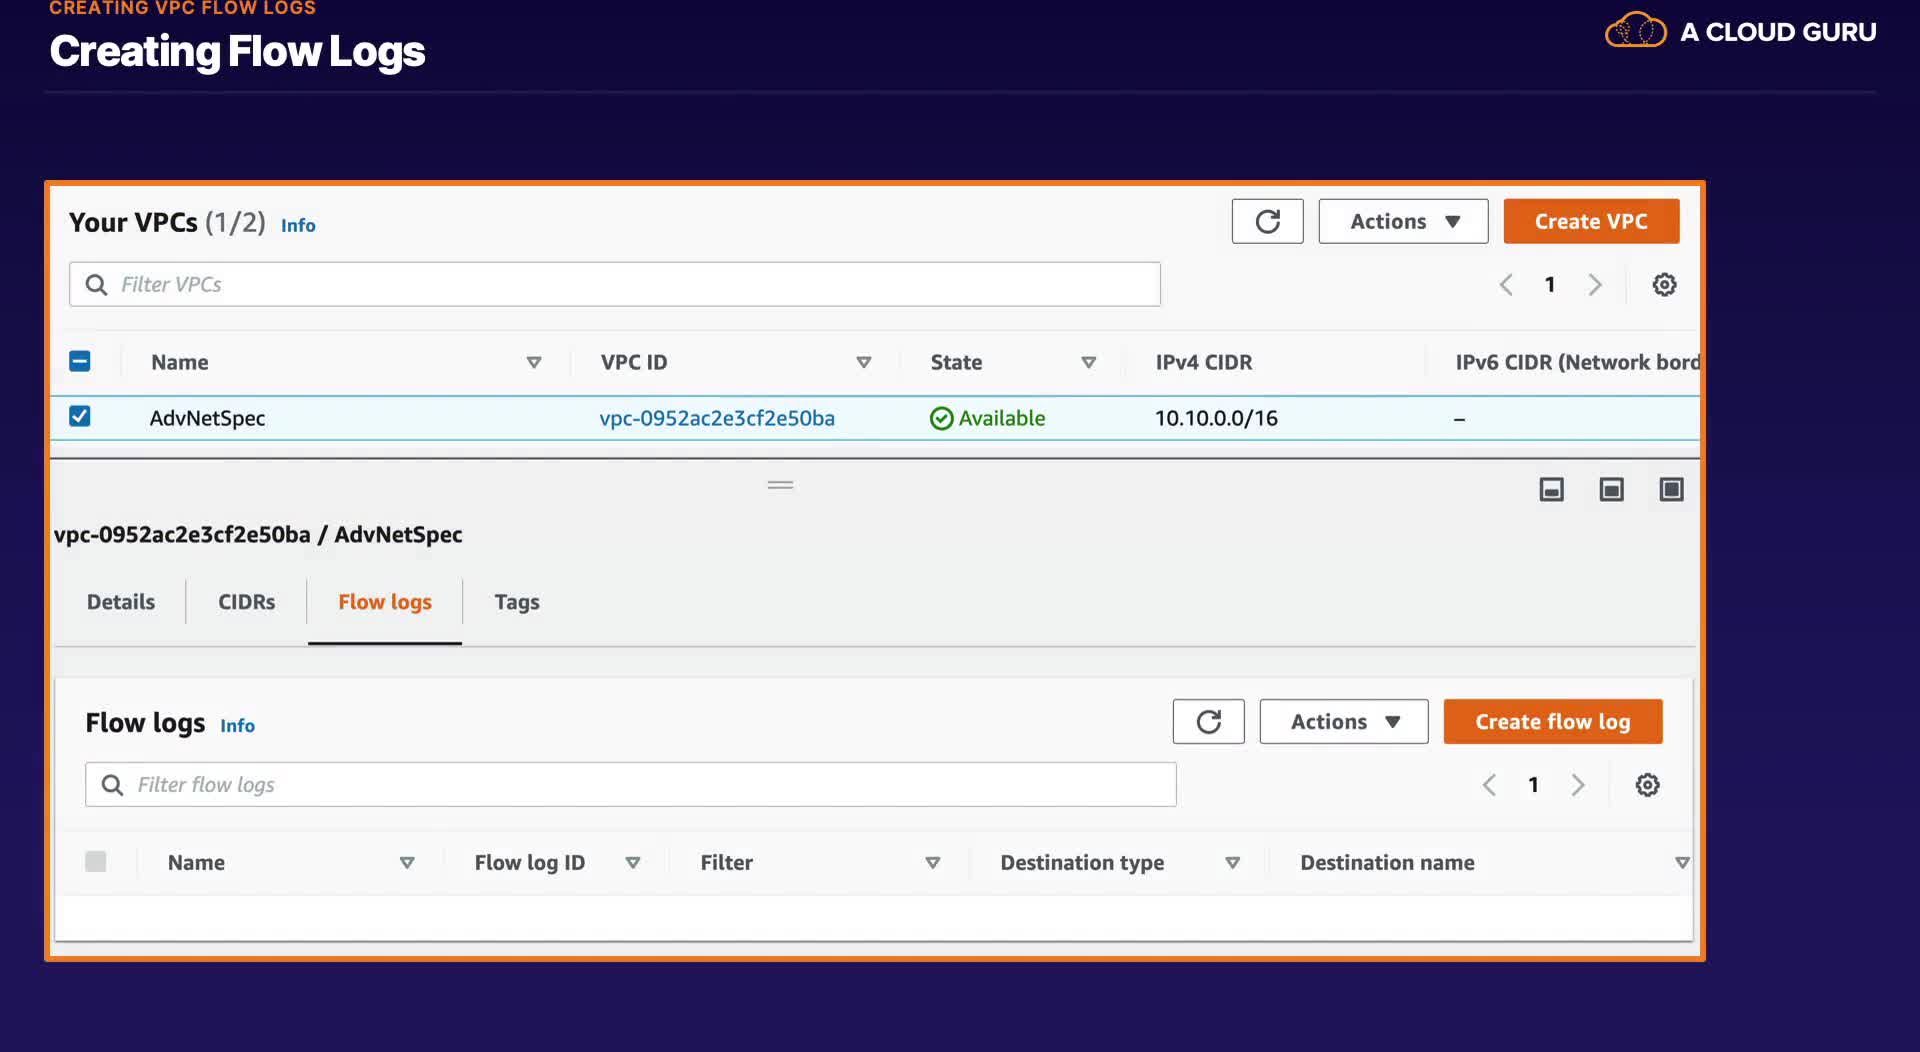 CREATING VPC FLOW LOGS
Creating Flow Logs
A CLOUD GURU
Your VPCs (1/2) Info
Actions
Create VPC
Filter VPCs
1
Name
VPC ID
State
IPv4 CIDR
IPv6 CIDR (Network bord
AdvNetSpec
vpc-0952ac2e3cf2e50ba
Available
10.10.0.0/16
–
vpc-0952ac2e3cf2e50ba / AdvNetSpec
Details
CIDRs
Flow logs
Tags
Flow logs Info
Actions
Create flow log
Filter flow logs
1
Name
Flow log ID
Filter
Destination type
Destination name